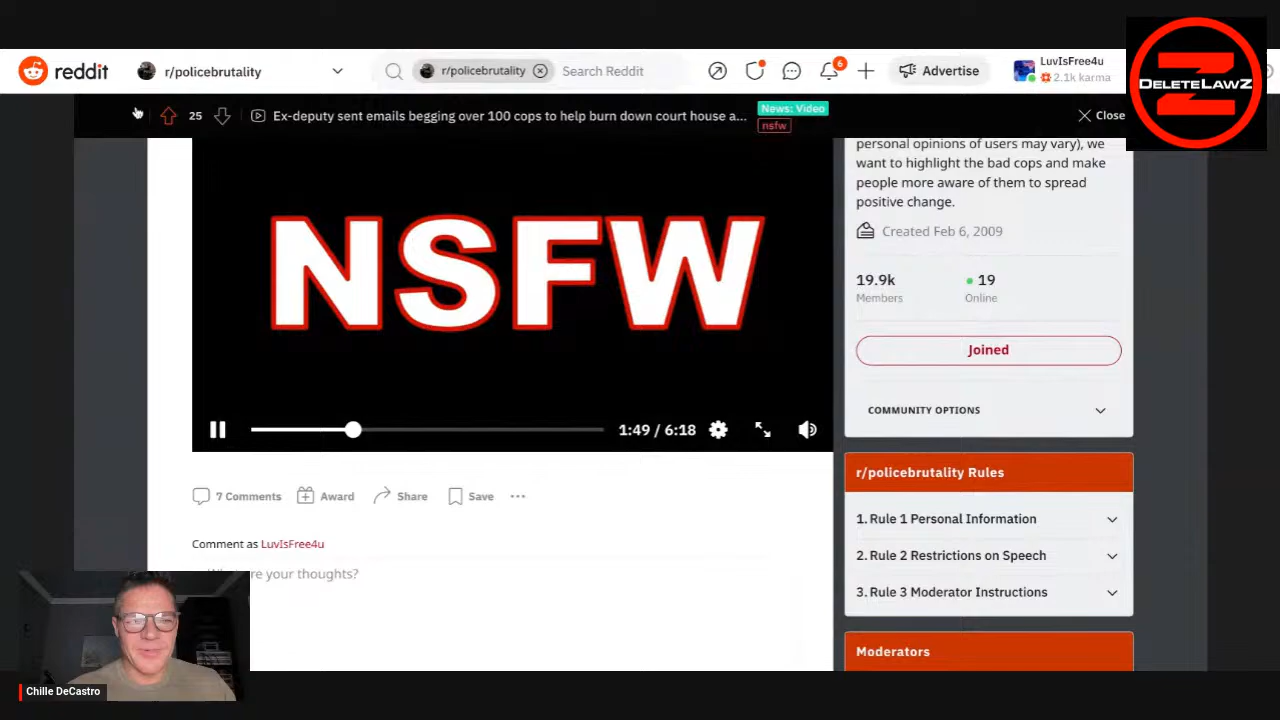 reddit
r/policebrutality
r/policebrutality
Search Reddit
6
Advertise
LuvIsFree4u
2.1k karma
DELETELAWZ
25
Ex-deputy sent emails begging over 100 cops to help burn down court house a...
News: Video
nsfw
Close
personal opinions of users may vary), we
want to highlight the bad cops and make
people more aware of them to spread
positive change.
Created Feb 6, 2009
19.9k
Members
19
Online
Joined
COMMUNITY OPTIONS
NSFW
1:49 / 6:18
7 Comments
Award
Share
Save
Comment as LuvIsFree4u
re your thoughts?
r/policebrutality Rules
1. Rule 1 Personal Information
2. Rule 2 Restrictions on Speech
3. Rule 3 Moderator Instructions
Moderators
Chille DeCastro